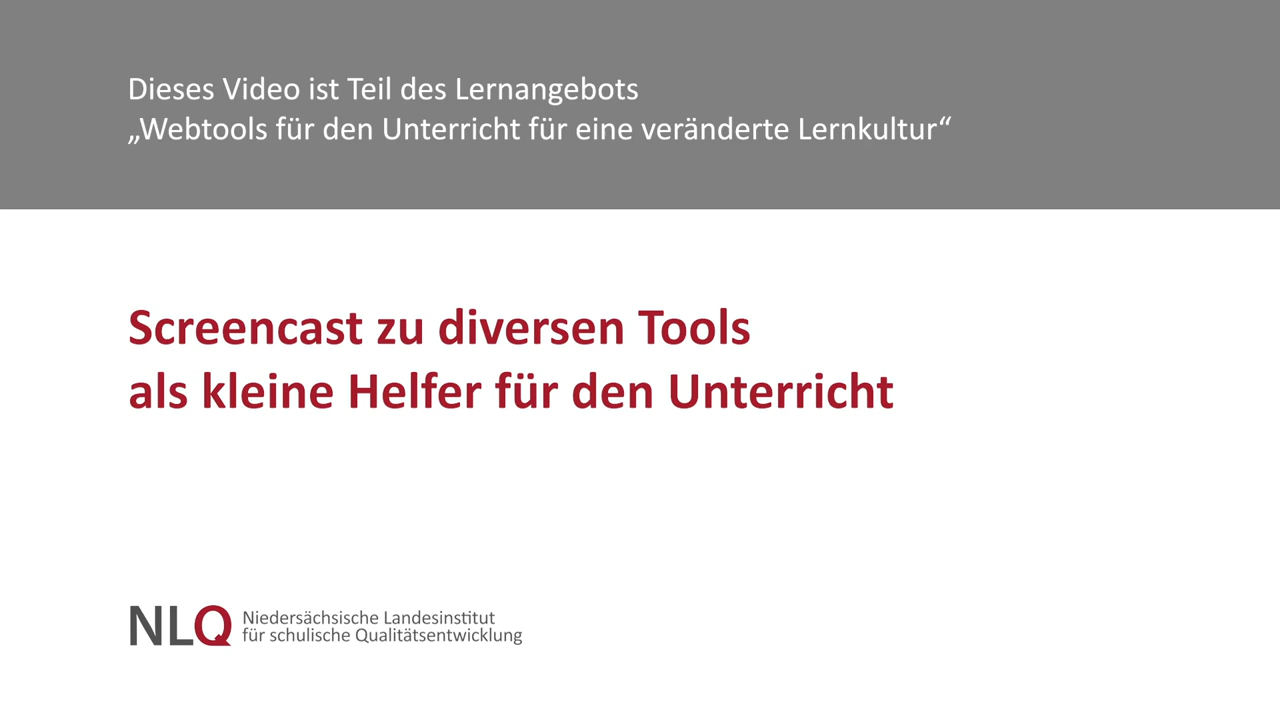 Dieses Video ist Teil des Lernangebots
„Webtools für den Unterricht für eine veränderte Lernkultur“
Screencast zu diversen Tools
als kleine Helfer für den Unterricht
NLQ
Niedersächsische Landesinstitut
für schulische Qualitätsentwicklung